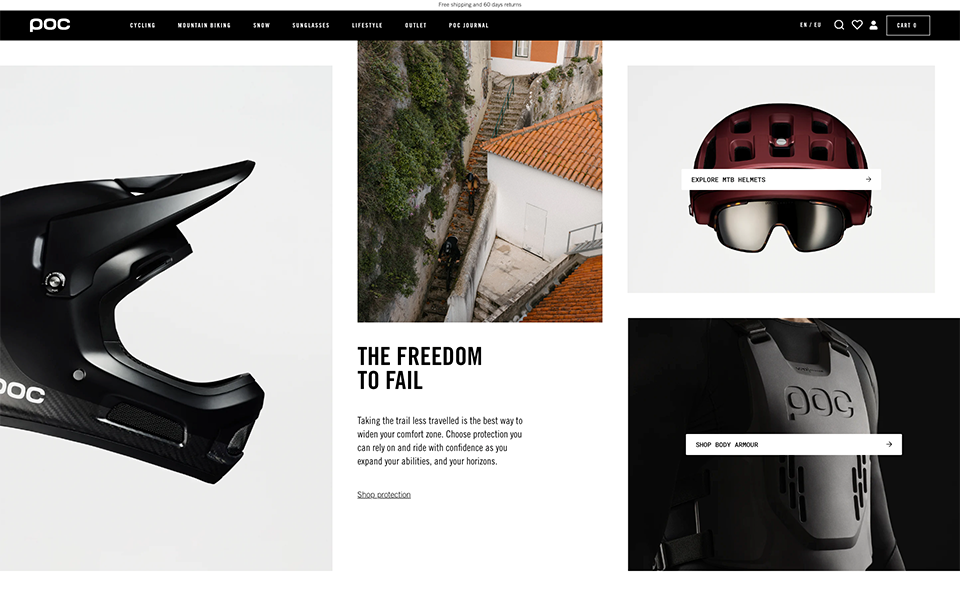 Free shipping and 60 days returns
poc
CYCLING
MOUNTAIN BIKING
SNOW
SUNGLASSES
LIFESTYLE
OUTLET
POC JOURNAL
EN / EU
CART 0
poc
THE FREEDOM
TO FAIL
Taking the trail less travelled is the best way to
widen your comfort zone. Choose protection you
can rely on and ride with confidence as you
expand your abilities, and your horizons.
Shop protection
EXPLORE MTB HELMETS →
poc
SHOP BODY ARMOUR →